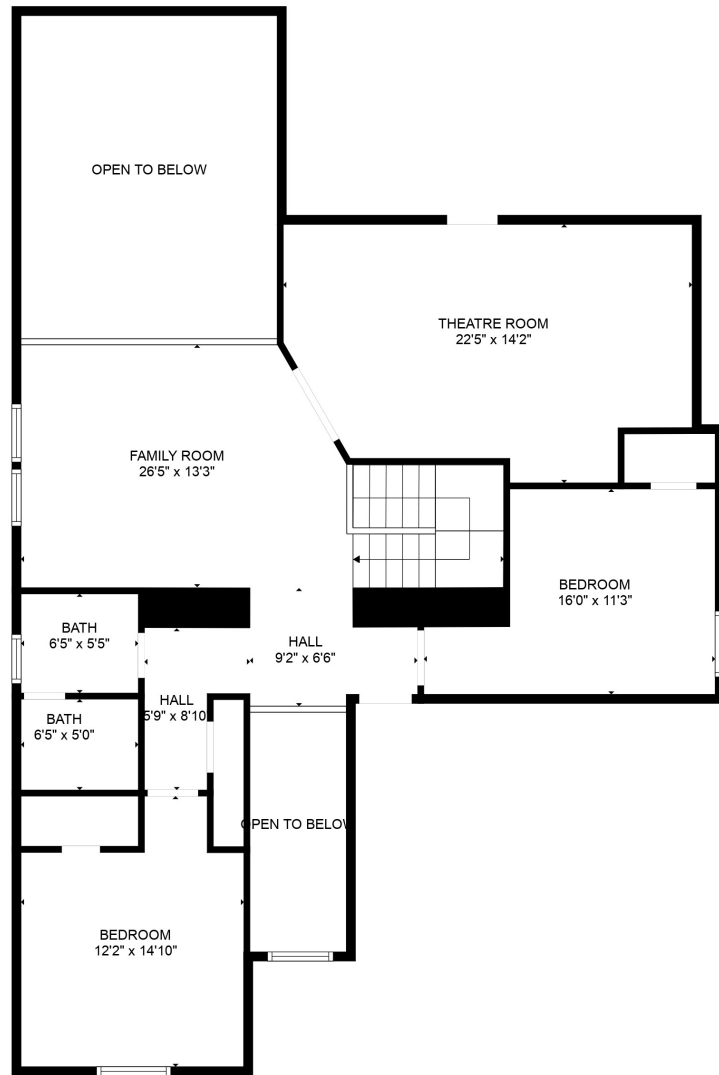 OPEN TO BELOW
THEATRE ROOM
22'5" x 14'2"
FAMILY ROOM
26'5" x 13'3"
BEDROOM
16'0" x 11'3"
BATH
6'5" x 5'5"
HALL
9'2" x 6'6"
HALL
5'9" x 8'10
BATH
6'5" x 5'0"
OPEN TO BELOW
BEDROOM
12'2" x 14'10"